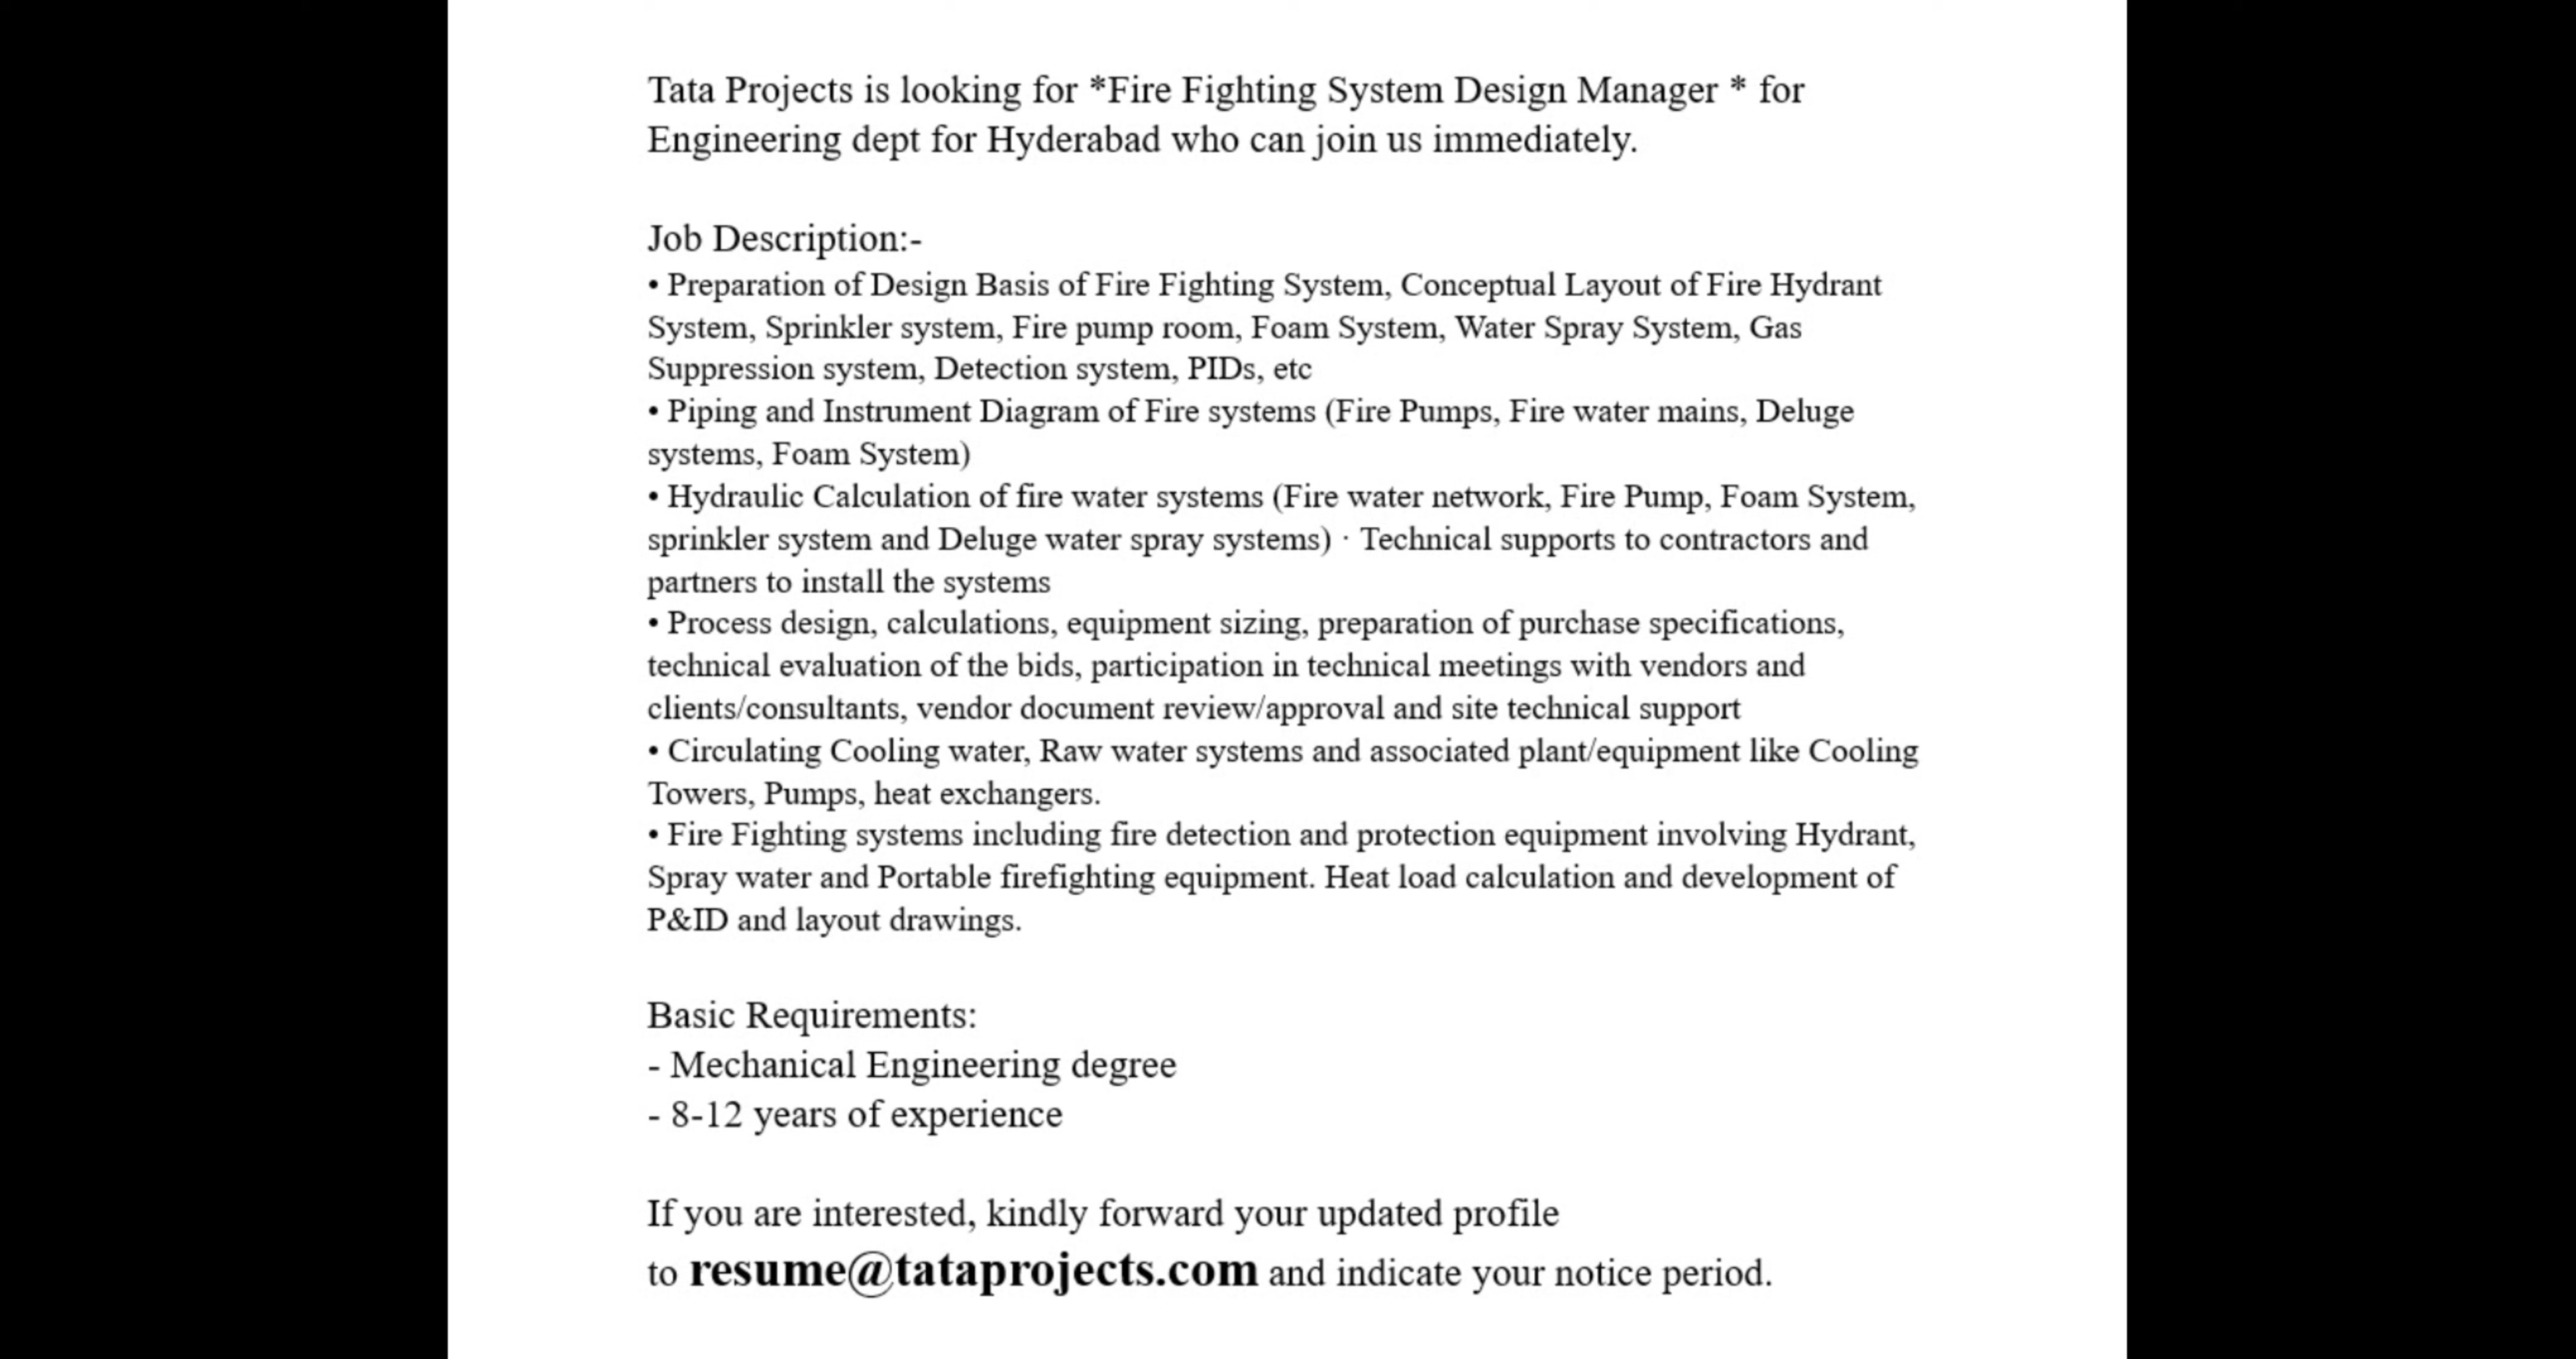 Tata Projects is looking for *Fire Fighting System Design Manager * for
Engineering dept for Hyderabad who can join us immediately.
Job Description:-
• Preparation of Design Basis of Fire Fighting System, Conceptual Layout of Fire Hydrant
System, Sprinkler system, Fire pump room, Foam System, Water Spray System, Gas
Suppression system, Detection system, PIDs, etc
• Piping and Instrument Diagram of Fire systems (Fire Pumps, Fire water mains, Deluge
systems, Foam System)
• Hydraulic Calculation of fire water systems (Fire water network, Fire Pump, Foam System,
sprinkler system and Deluge water spray systems) · Technical supports to contractors and
partners to install the systems
• Process design, calculations, equipment sizing, preparation of purchase specifications,
technical evaluation of the bids, participation in technical meetings with vendors and
clients/consultants, vendor document review/approval and site technical support
• Circulating Cooling water, Raw water systems and associated plant/equipment like Cooling
Towers, Pumps, heat exchangers.
• Fire Fighting systems including fire detection and protection equipment involving Hydrant,
Spray water and Portable firefighting equipment. Heat load calculation and development of
P&ID and layout drawings.
Basic Requirements:
- Mechanical Engineering degree
- 8-12 years of experience
If you are interested, kindly forward your updated profile
to resume@tataprojects.com and indicate your notice period.